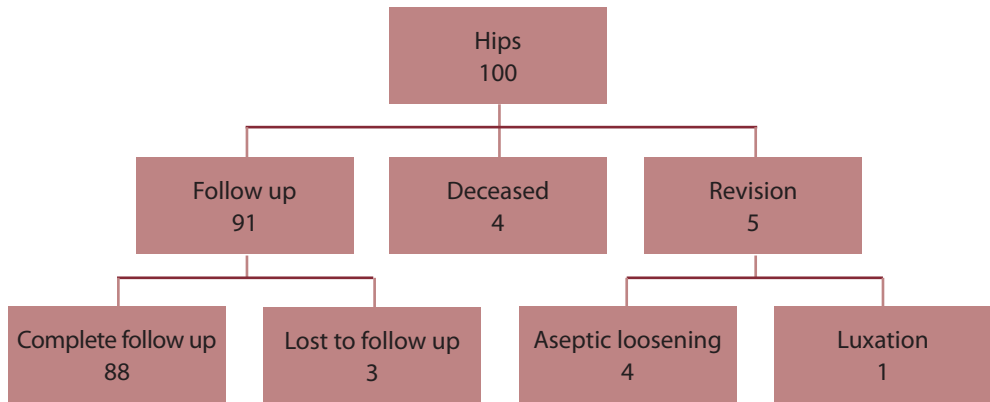 Hips
100
Follow up
91
Deceased
4
Revision
5
Complete follow up
88
Lost to follow up
3
Aseptic loosening
4
Luxation
1